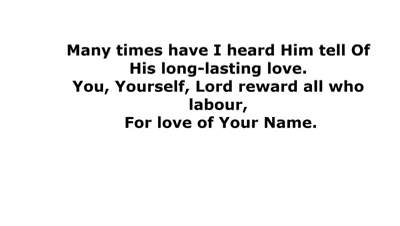 Many times have I heard Him tell Of
His long-lasting love.
You, Yourself, Lord reward all who
labour,
For love of Your Name.